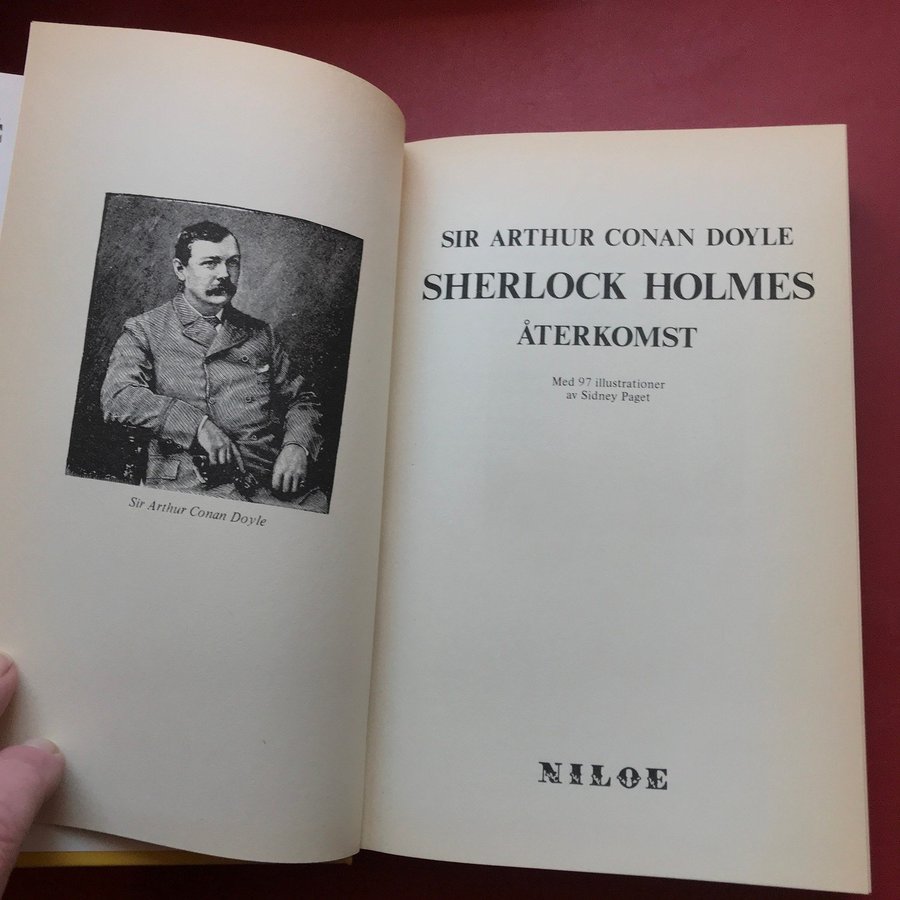 Sir Arthur Conan Doyle
SIR ARTHUR CONAN DOYLE
SHERLOCK HOLMES
ÅTERKOMST
Med 97 illustrationer
av Sidney Paget
NILOE